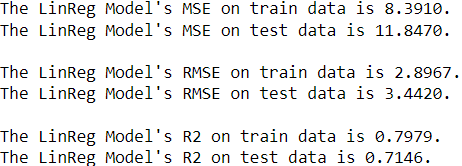 The LinReg Model's MSE on train data is 8.3910.
The LinReg Model's MSE on test data is 11.8470.
The LinReg Model's RMSE on train data is 2.8967.
The LinReg Model's RMSE on test data is 3.4420.
The LinReg Model's R2 on train data is 0.7979.
The LinReg Model's R2 on test data is 0.7146.